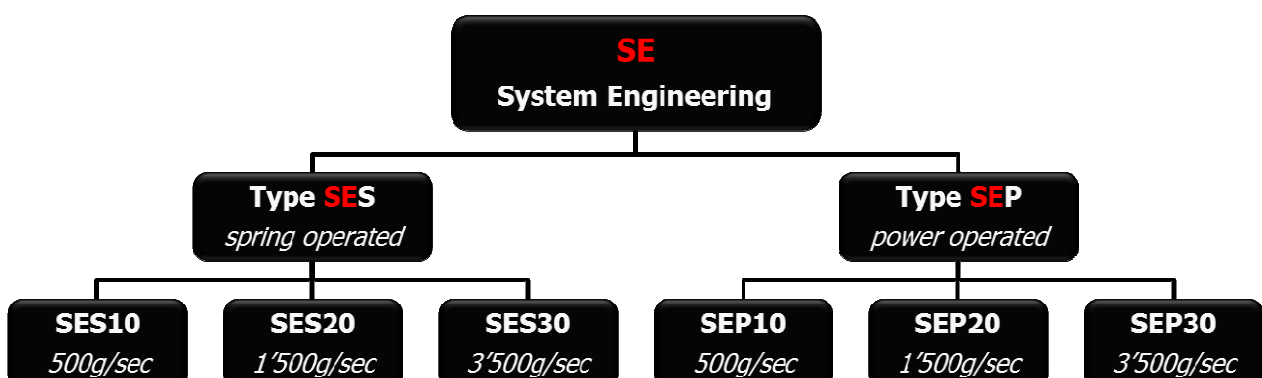 SE
System Engineering
Type SES
spring operated
Type SEP
power operated
SES10
500g/sec
SES20
1’500g/sec
SES30
3’500g/sec
SEP10
500g/sec
SEP20
1’500g/sec
SEP30
3’500g/sec